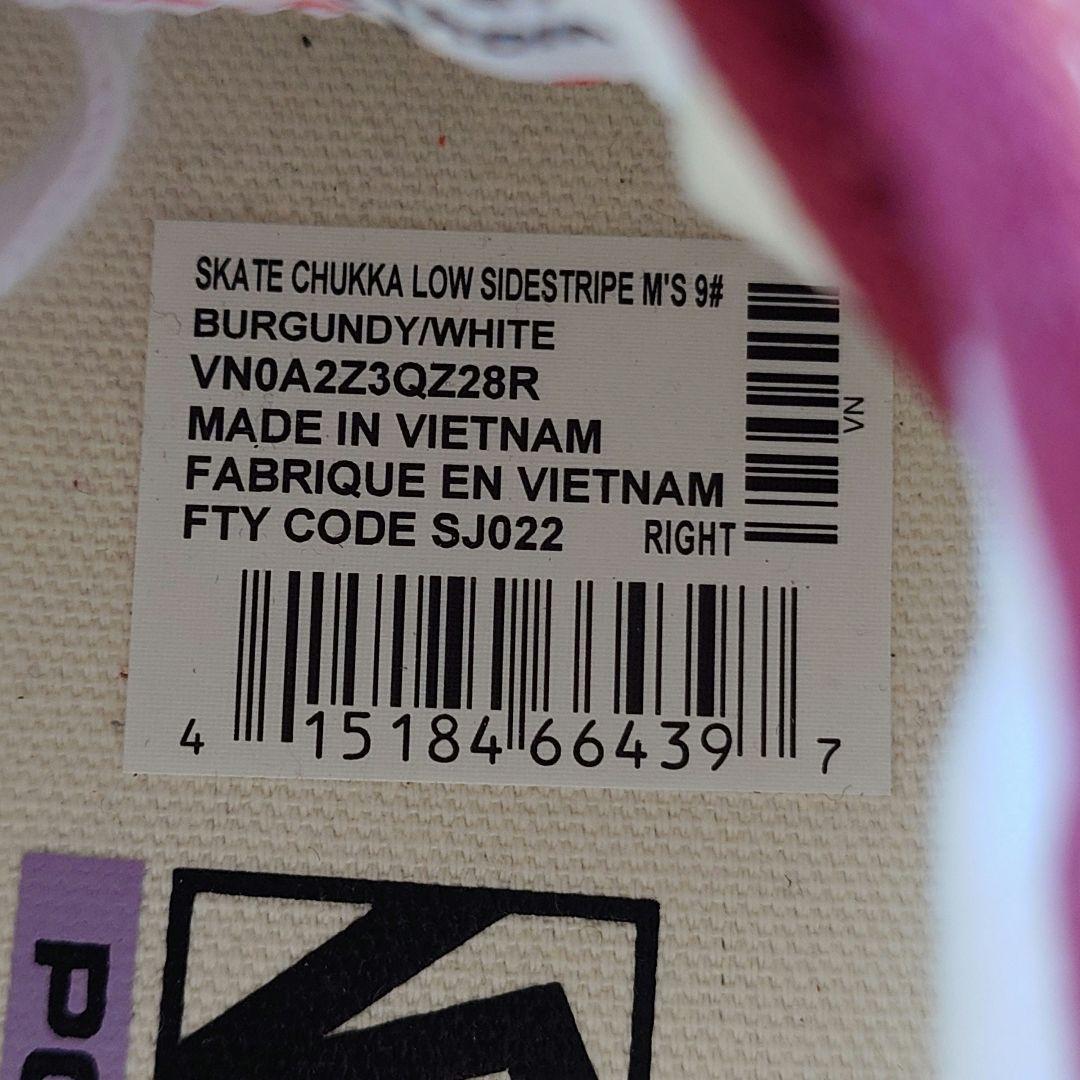 SKATE CHUKKA LOW SIDESTRIPE M'S 9#
BURGUNDY/WHITE
VN0A2Z3QZ28R
MADE IN VIETNAM
FABRIQUE EN VIETNAM
FTY CODE SJ022 RIGHT
VN
4 15184 66439 7